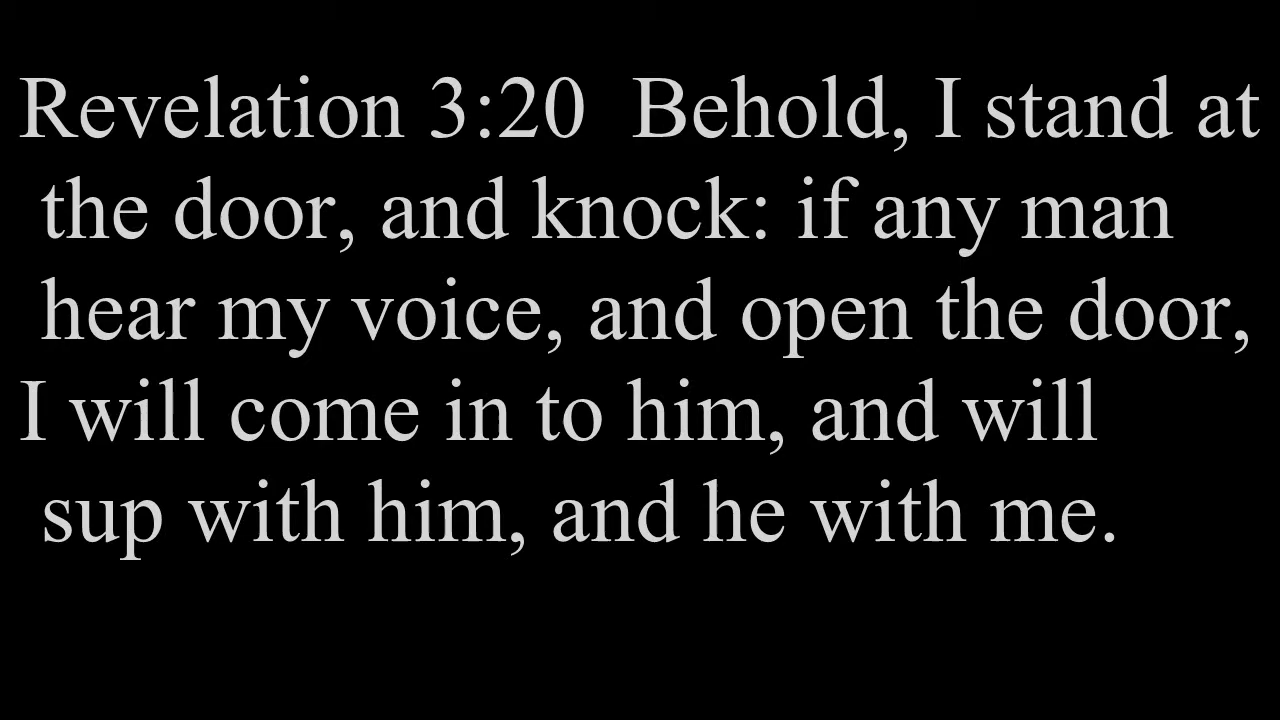 Revelation 3:20  Behold, I stand at
the door, and knock: if any man
hear my voice, and open the door,
I will come in to him, and will
sup with him, and he with me.